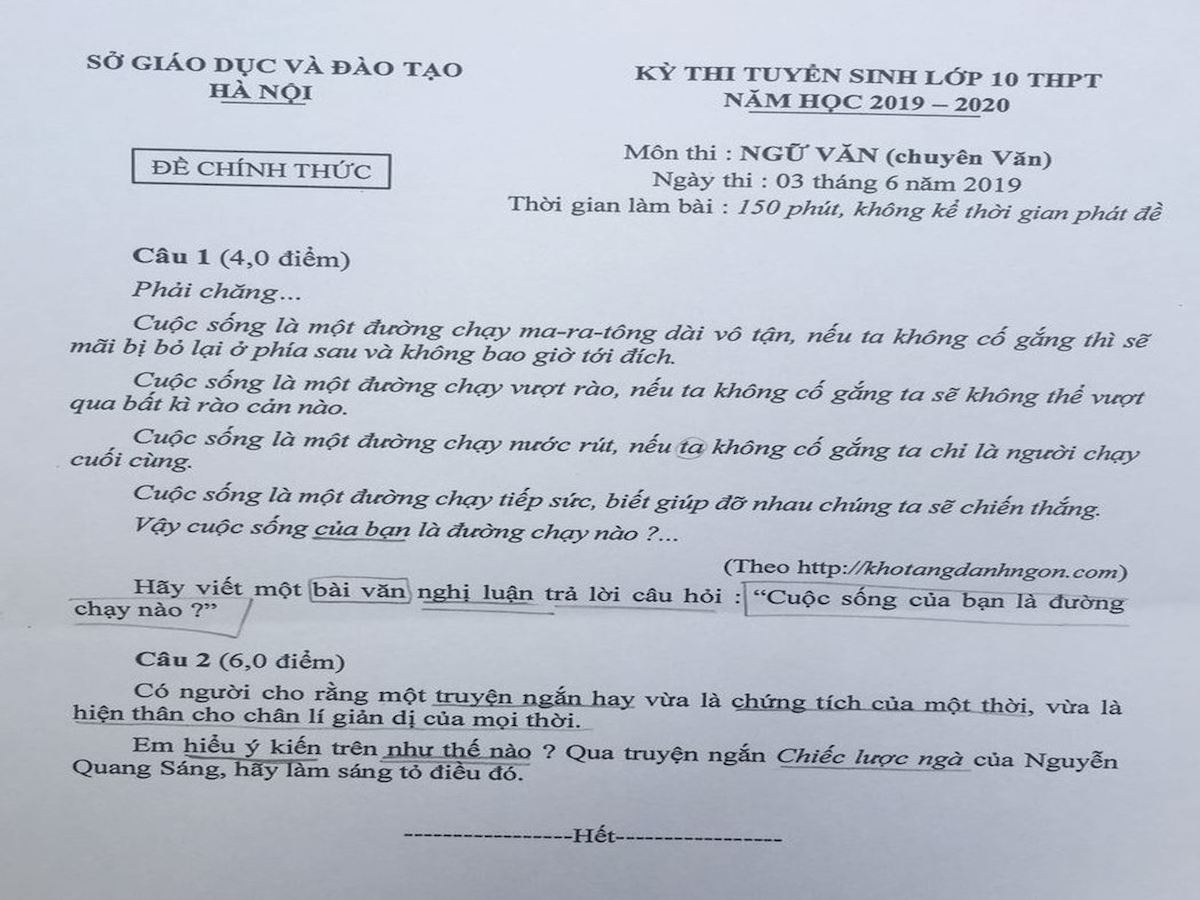 SỞ GIÁO DỤC VÀ ĐÀO TẠO
HÀ NỘI
ĐỀ CHÍNH THỨC
KỲ THI TUYỂN SINH LỚP 10 THPT
NĂM HỌC 2019 – 2020
Môn thi : NGỮ VĂN (chuyên Văn)
Ngày thi : 03 tháng 6 năm 2019
Thời gian làm bài : 150 phút, không kể thời gian phát đề
Câu 1 (4,0 điểm)
Phải chăng...
Cuộc sống là một đường chạy ma-ra-tông dài vô tận, nếu ta không cố gắng thì sẽ
mãi bị bỏ lại ở phía sau và không bao giờ tới đích.
Cuộc sống là một đường chạy vượt rào, nếu ta không cố gắng ta sẽ không thể vượt
qua bất kì rào cản nào.
Cuộc sống là một đường chạy nước rút, nếu ta không cố gắng ta chỉ là người chạy
cuối cùng.
Cuộc sống là một đường chạy tiếp sức, biết giúp đỡ nhau chúng ta sẽ chiến thắng.
Vậy cuộc sống của bạn là đường chạy nào ?...
(Theo http://khotangdanhngon.com)
Hãy viết một bài văn nghị luận trả lời câu hỏi : “Cuộc sống của bạn là đường
chạy nào ?”
Câu 2 (6,0 điểm)
Có người cho rằng một truyện ngắn hay vừa là chứng tích của một thời, vừa là
hiện thân cho chân lí giản dị của mọi thời.
Em hiểu ý kiến trên như thế nào ? Qua truyện ngắn Chiếc lược ngà của Nguyễn
Quang Sáng, hãy làm sáng tỏ điều đó.
-----------------Hết-----------------